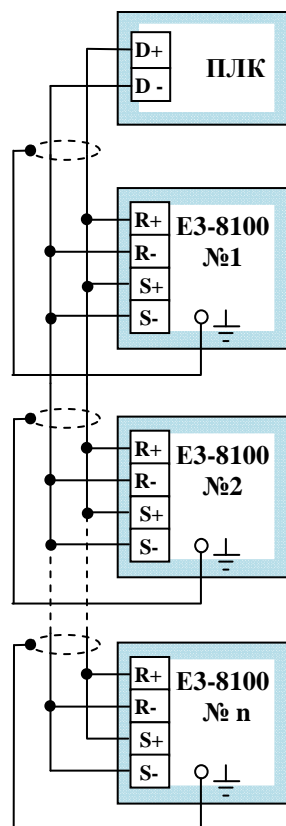 D+
D -
ПЛК
R+
R-
S+
S-
E3-8100
№1
R+
R-
S+
S-
E3-8100
№2
R+
R-
S+
S-
E3-8100
№ n